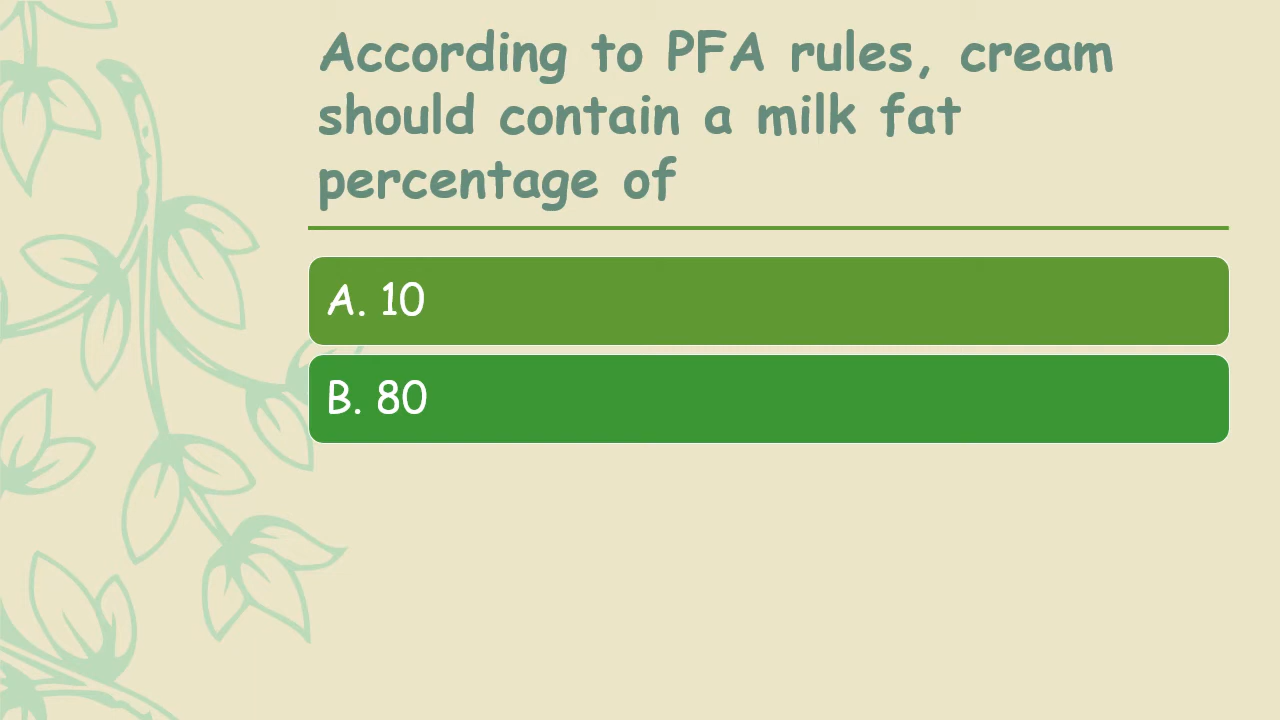 According to PFA rules, cream
should contain a milk fat
percentage of
A. 10
B. 80